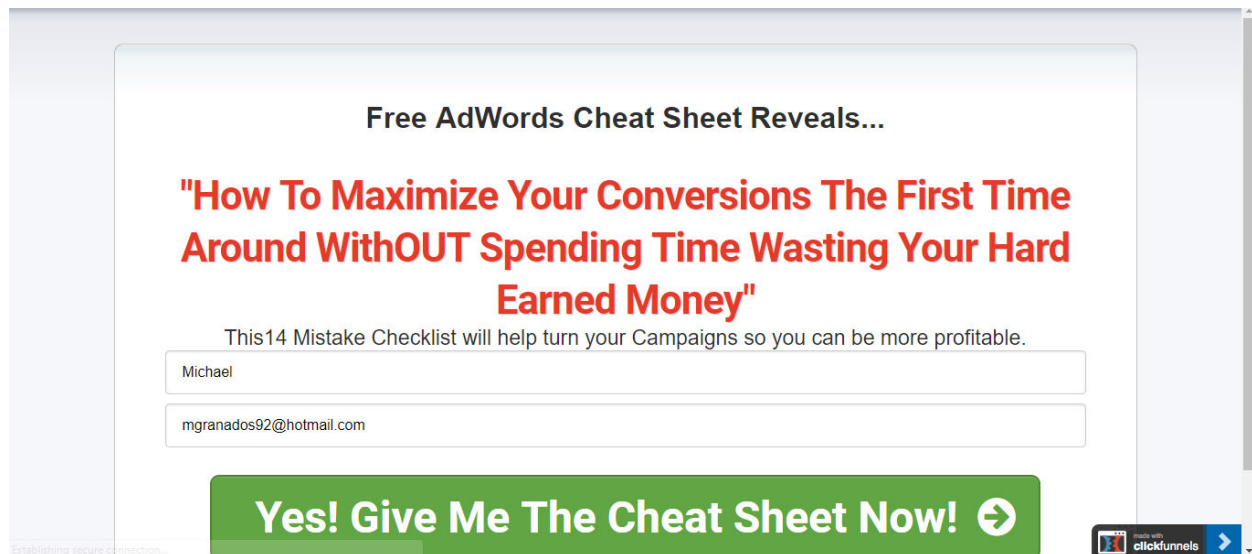 Free AdWords Cheat Sheet Reveals...
"How To Maximize Your Conversions The First Time
Around WithOUT Spending Time Wasting Your Hard
Earned Money"
This14 Mistake Checklist will help turn your Campaigns so you can be more profitable.
Michael
mgranados92@hotmail.com
Yes! Give Me The Cheat Sheet Now!
made with
clickfunnels
Establishing secure connection...